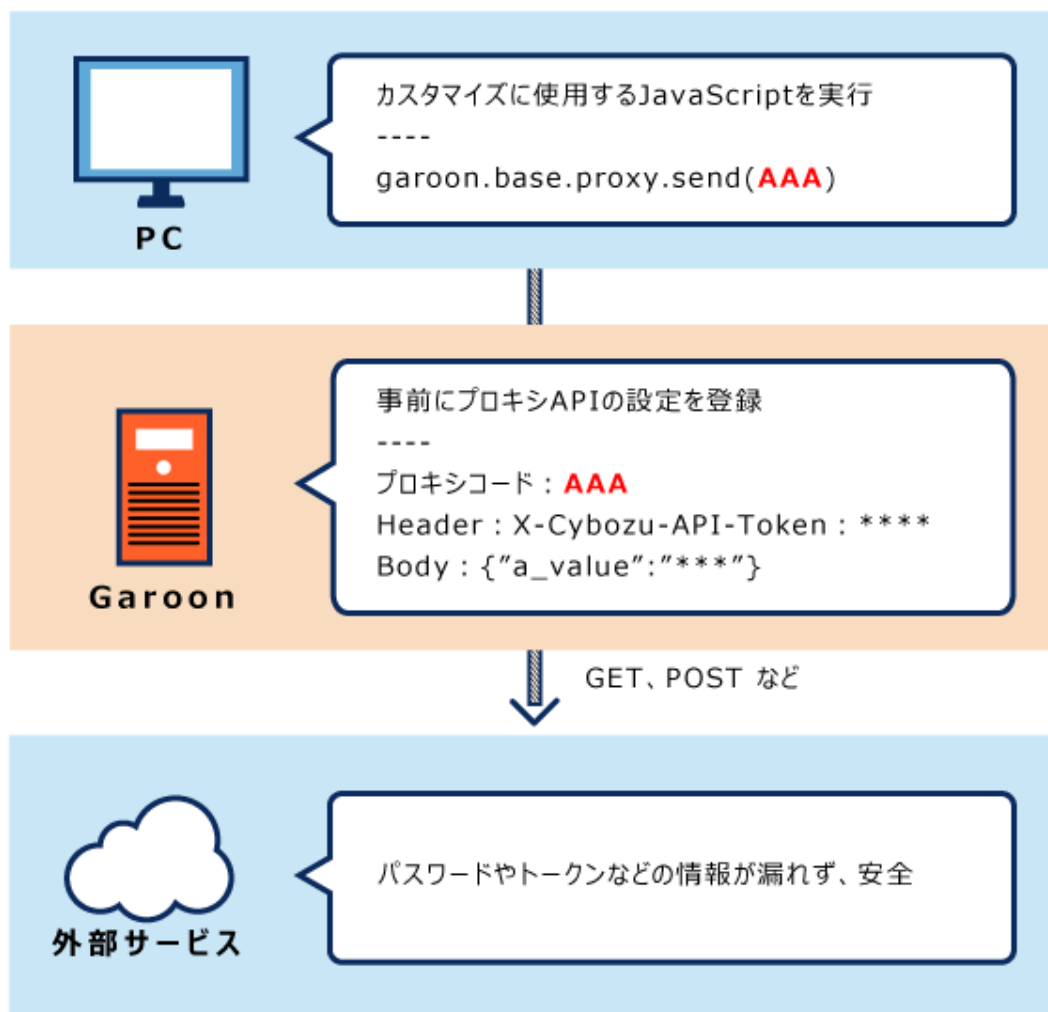 カスタマイズに使用するJavaScriptを実行
----
garoon.base.proxy.send(AAA)
PC
事前にプロキシAPIの設定を登録
----
プロキシコード：AAA
Header：X-Cybozu-API-Token：****
Body：{”a_value”:”***”}
Garoon
GET、POST など
パスワードやトークンなどの情報が漏れず、安全
外部サービス